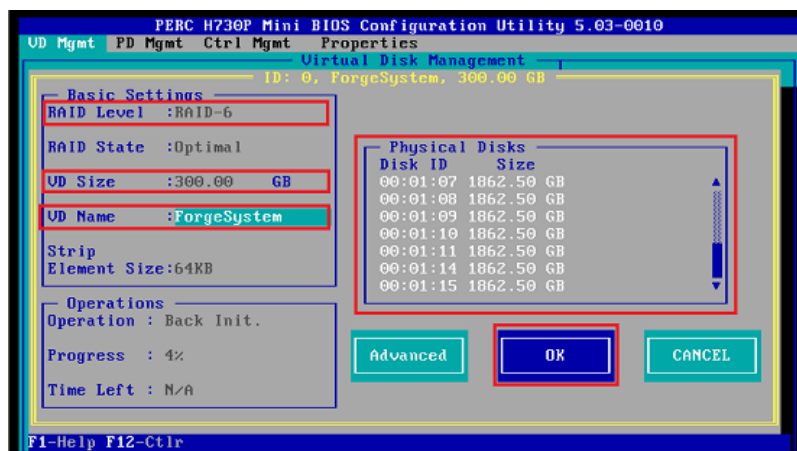 PERC H730P Mini BIOS Configuration Utility 5.03-0010
VD Mgmt PD Mgmt Ctrl Mgmt Properties
Virtual Disk Management
ID: 0, ForgeSystem, 300.00 GB
Basic Settings
RAID Level :RAID-6
RAID State :Optimal
VD Size :300.00 GB
VD Name :ForgeSystem
Strip
Element Size:64KB
Physical Disks
Disk ID Size
00:01:07 1862.50 GB
00:01:08 1862.50 GB
00:01:09 1862.50 GB
00:01:10 1862.50 GB
00:01:11 1862.50 GB
00:01:14 1862.50 GB
00:01:15 1862.50 GB
Operations
Operation : Back Init.
Progress : 4%
Time Left : N/A
Advanced OK CANCEL
F1-Help F12-Ctlr